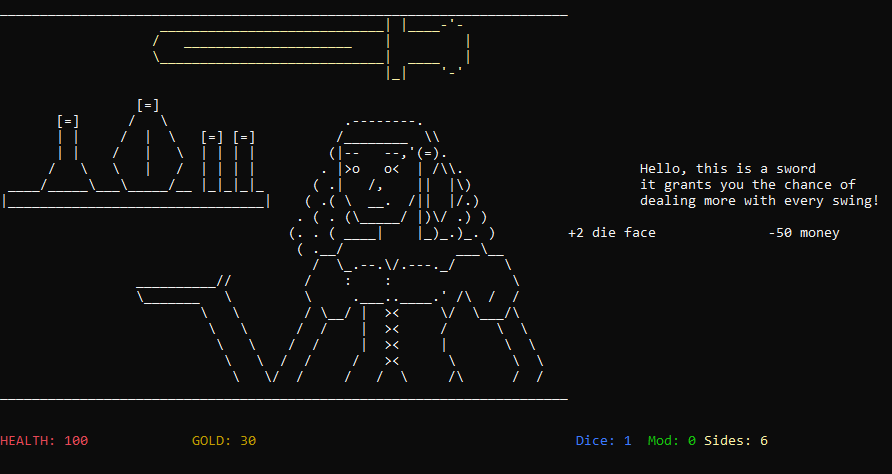 Hello, this is a sword
it grants you the chance of
dealing more with every swing!
+2 die face -50 money
HEALTH: 100 GOLD: 30 Dice: 1 Mod: 0 Sides: 6